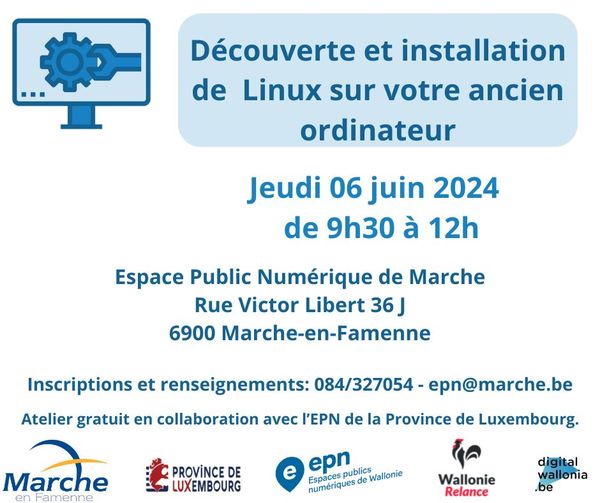 Découverte et installation
de Linux sur votre ancien
ordinateur
Jeudi 06 juin 2024
de 9h30 à 12h
Espace Public Numérique de Marche
Rue Victor Libert 36 J
6900 Marche-en-Famenne
Inscriptions et renseignements: 084/327054 - epn@marche.be
Atelier gratuit en collaboration avec l’EPN de la Province de Luxembourg.
Marche
en Famenne
PROVINCE DE
LUXEMBOURG
e
epn
Espaces publics
numériques de Wallonie
Wallonie
Relance
digital
wallonia
.be